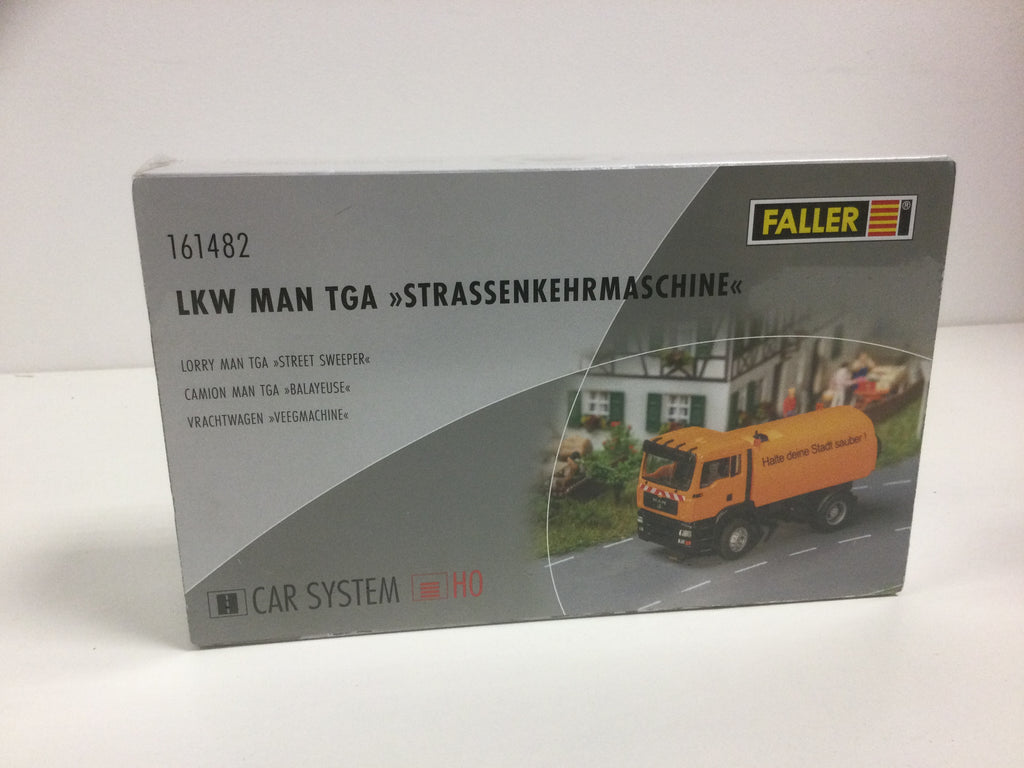 161482
FALLER®
LKW MAN TGA »STRASSENKEHRMASCHINE«
LORRY MAN TGA »STREET SWEEPER«
CAMION MAN TGA »BALAYEUSE«
VRACHTWAGEN »VEEGMACHINE«
Halte deine Stadt sauber!
MAN
CAR SYSTEM H0